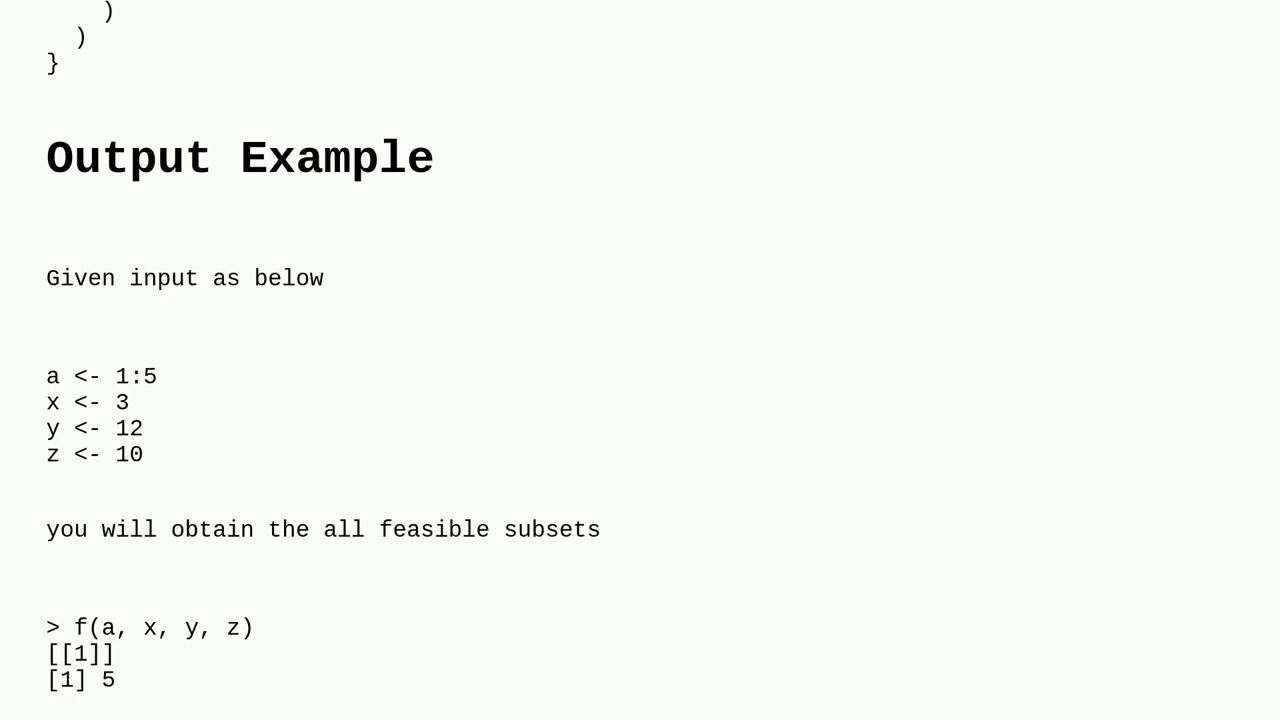 )
  )
}
Output Example
Given input as below
a <- 1:5
x <- 3
y <- 12
z <- 10
you will obtain the all feasible subsets
> f(a, x, y, z)
[[1]]
[1] 5